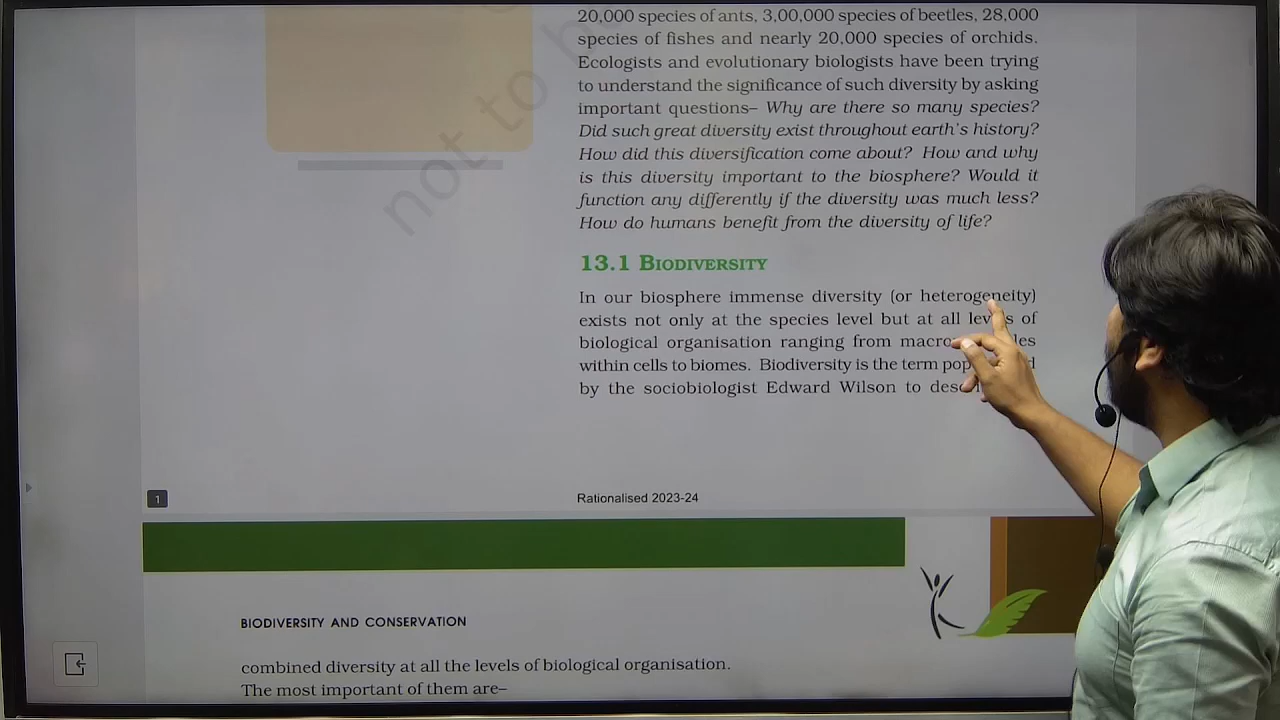 20,000 species of ants, 3,00,000 species of beetles, 28,000
species of fishes and nearly 20,000 species of orchids.
Ecologists and evolutionary biologists have been trying
to understand the significance of such diversity by asking
important questions– Why are there so many species?
Did such great diversity exist throughout earth's history?
How did this diversification come about? How and why
is this diversity important to the biosphere? Would it
function any differently if the diversity was much less?
How do humans benefit from the diversity of life?
not to b
13.1 BIODIVERSITY
In our biosphere immense diversity (or heterogeneity)
exists not only at the species level but at all levels of
biological organisation ranging from
within cells to biomes. Biodiversity is the term
by the sociobiologist Edward Wilson to
1
Rationalised 2023-24
BIODIVERSITY AND CONSERVATION
combined diversity at all the levels of biological organisation.
The most important of them are–